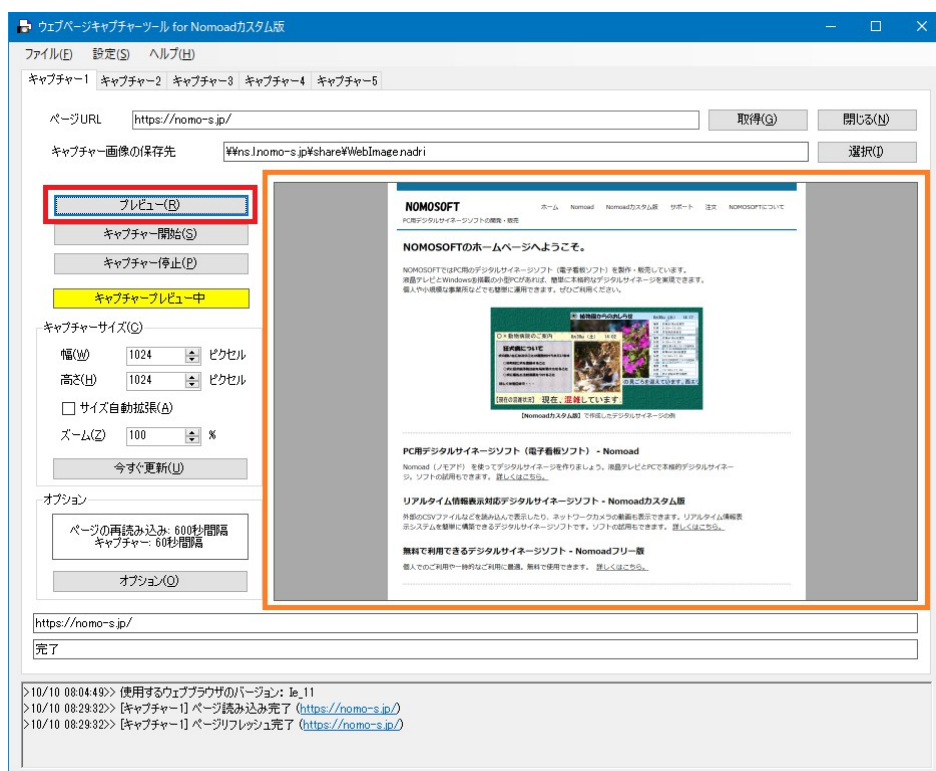 ウェブページキャプチャーツール for Nomoadカスタム版
ファイル(F) 設定(S) ヘルプ(H)
キャプチャー1 キャプチャー2 キャプチャー3 キャプチャー4 キャプチャー5
ページURL https://nomo-s.jp/ 取得(G) 閉じる(N)
キャプチャー画像の保存先 ¥¥ns.l.nomo-s.jp¥share¥WebImage.nadri 選択(I)
プレビュー(R)
キャプチャー開始(S)
キャプチャー停止(P)
キャプチャープレビュー中
キャプチャーサイズ(C)
幅(W) 1024 ピクセル
高さ(H) 1024 ピクセル
サイズ自動拡張(A)
ズーム(Z) 100 %
今すぐ更新(U)
オプション
ページの再読み込み: 600秒間隔
キャプチャー: 60秒間隔
オプション(O)
NOMOSOFT ホーム Nomoad Nomoadカスタム版 サポート 注文 NOMOSOFTについて
PC用デジタルサイネージソフトの開発・販売
NOMOSOFTのホームページへようこそ。
NOMOSOFTではPC用のデジタルサイネージソフト（電子看板ソフト）を製作・販売しています。
液晶テレビとWindows®搭載の小型PCがあれば、簡単に本格的なデジタルサイネージを実現できます。
個人や小規模な事業所などでも簡単に運用できます。ぜひご利用ください。
植物園からのお知らせ
○×動物病院のご案内
狂犬病について
現在、混雑しています
【Nomoadカスタム版】で作成したデジタルサイネージの例
PC用デジタルサイネージソフト（電子看板ソフト） - Nomoad
Nomoad（ノモアド）を使ってデジタルサイネージを作りましょう。液晶テレビとPCで本格的デジタルサイネー
ジ。ソフトの試用もできます。 詳しくはこちら。
リアルタイム情報表示対応デジタルサイネージソフト - Nomoadカスタム版
外部のCSVファイルなどを読み込んで表示したり、ネットワークカメラの動画も表示できます。リアルタイム情報表
示システムを簡単に構築できるデジタルサイネージソフトです。ソフトの試用もできます。 詳しくはこちら。
無料で利用できるデジタルサイネージソフト - Nomoadフリー版
個人でのご利用や一時的なご利用に最適。無料で使用できます。 詳しくはこちら。
https://nomo-s.jp/
完了
>10/10 08:04:49>> 使用するウェブブラウザのバージョン: Ie_11
>10/10 08:29:32>> [キャプチャー1] ページ読み込み完了 (https://nomo-s.jp/)
>10/10 08:29:32>> [キャプチャー1] ページリフレッシュ完了 (https://nomo-s.jp/)